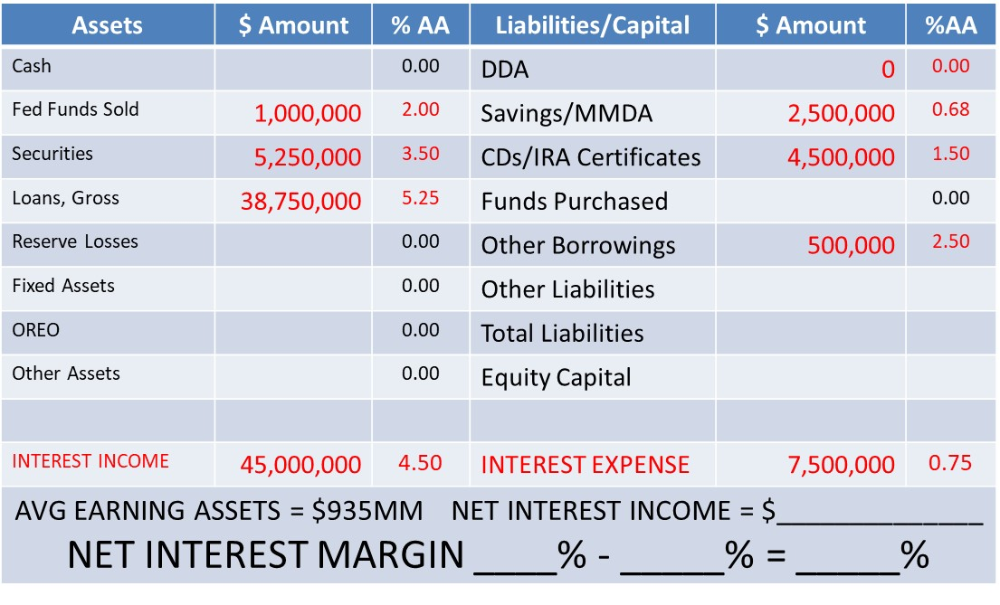 Assets $ Amount % AA Liabilities/Capital $ Amount %AA
Cash 0.00 DDA 0 0.00
Fed Funds Sold 1,000,000 2.00 Savings/MMDA 2,500,000 0.68
Securities 5,250,000 3.50 CDs/IRA Certificates 4,500,000 1.50
Loans, Gross 38,750,000 5.25 Funds Purchased 0.00
Reserve Losses 0.00 Other Borrowings 500,000 2.50
Fixed Assets 0.00 Other Liabilities
OREO 0.00 Total Liabilities
Other Assets 0.00 Equity Capital
INTEREST INCOME 45,000,000 4.50 INTEREST EXPENSE 7,500,000 0.75
AVG EARNING ASSETS = $935MM NET INTEREST INCOME = $______________
NET INTEREST MARGIN ____% - _____% = _____%